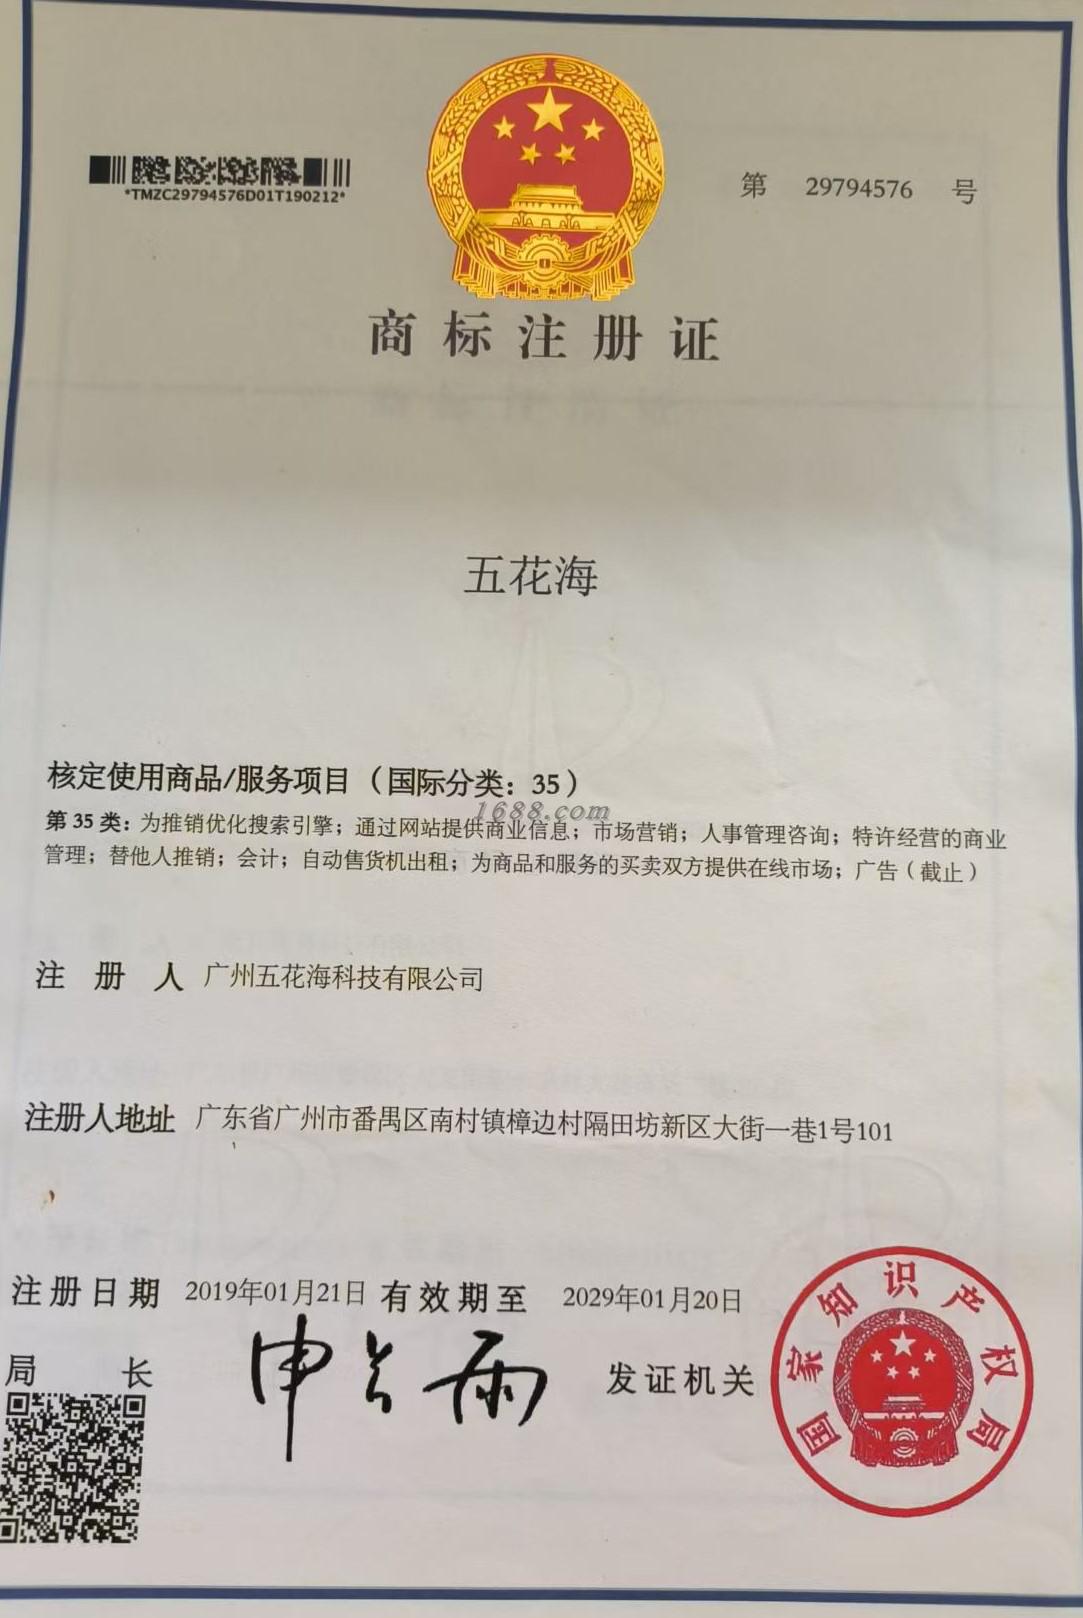 *TMZC29794576D01T190212*
第 29794576 号
商标注册证
五花海
核定使用商品/服务项目（国际分类：35）
1688.com
第 35 类：为推销优化搜索引擎；通过网站提供商业信息；市场营销；人事管理咨询；特许经营的商业
管理；替他人推销；会计；自动售货机出租；为商品和服务的买卖双方提供在线市场；广告（截止）
注 册 人 广州五花海科技有限公司
注册人地址 广东省广州市番禺区南村镇樟边村隔田坊新区大街一巷1号101
注册日期 2019年01月21日 有效期至 2029年01月20日
局 长 申长雨 发证机关
国家知识产权局